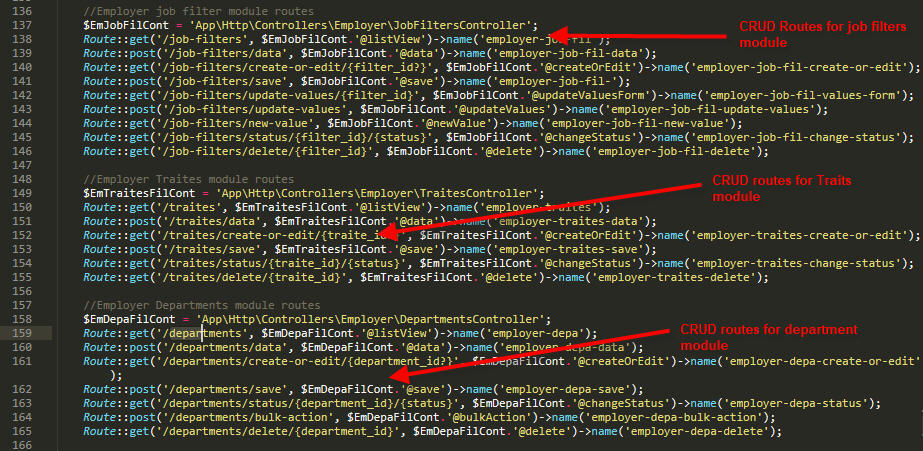 136 //Employer job filter module routes
137 $EmJobFilCont = 'App\Http\Controllers\Employer\JobFiltersController';
CRUD Routes for job filters
module
138 Route::get('/job-filters', $EmJobFilCont.'@listView')->name('employer-job-fil');
139 Route::post('/job-filters/data', $EmJobFilCont.'@data')->name('employer-job-fil-data');
140 Route::get('/job-filters/create-or-edit/{filter_id?}', $EmJobFilCont.'@createOrEdit')->name('employer-job-fil-create-or-edit');
141 Route::post('/job-filters/save', $EmJobFilCont.'@save')->name('employer-job-fil-');
142 Route::get('/job-filters/update-values/{filter_id}', $EmJobFilCont.'@updateValuesForm')->name('employer-job-fil-values-form');
143 Route::post('/job-filters/update-values', $EmJobFilCont.'@updateValues')->name('employer-job-fil-update-values');
144 Route::get('/job-filters/new-value', $EmJobFilCont.'@newValue')->name('employer-job-fil-new-value');
145 Route::get('/job-filters/status/{filter_id}/{status}', $EmJobFilCont.'@changeStatus')->name('employer-job-fil-change-status');
146 Route::get('/job-filters/delete/{filter_id}', $EmJobFilCont.'@delete')->name('employer-job-fil-delete');
147
148 //Employer Traites module routes
149 $EmTraitesFilCont = 'App\Http\Controllers\Employer\TraitesController';
CRUD routes for Traits
module
150 Route::get('/traites', $EmTraitesFilCont.'@listView')->name('employer-traites');
151 Route::post('/traites/data', $EmTraitesFilCont.'@data')->name('employer-traites-data');
152 Route::get('/traites/create-or-edit/{traite_id?}', $EmTraitesFilCont.'@createOrEdit')->name('employer-traites-create-or-edit');
153 Route::post('/traites/save', $EmTraitesFilCont.'@save')->name('employer-traites-save');
154 Route::get('/traites/status/{traite_id}/{status}', $EmTraitesFilCont.'@changeStatus')->name('employer-traites-change-status');
155 Route::get('/traites/delete/{traite_id}', $EmTraitesFilCont.'@delete')->name('employer-traites-delete');
156
157 //Employer Departments module routes
158 $EmDepaFilCont = 'App\Http\Controllers\Employer\DepartmentsController';
159 Route::get('/departments', $EmDepaFilCont.'@listView')->name('employer-depa');
CRUD routes for department
module
160 Route::post('/departments/data', $EmDepaFilCont.'@data')->name('employer-depa-data');
161 Route::get('/departments/create-or-edit/{department_id?}', $EmDepaFilCont.'@createOrEdit')->name('employer-depa-create-or-edit'
);
162 Route::post('/departments/save', $EmDepaFilCont.'@save')->name('employer-depa-save');
163 Route::get('/departments/status/{department_id}/{status}', $EmDepaFilCont.'@changeStatus')->name('employer-depa-status');
164 Route::post('/departments/bulk-action', $EmDepaFilCont.'@bulkAction')->name('employer-depa-bulk-action');
165 Route::get('/departments/delete/{department_id}', $EmDepaFilCont.'@delete')->name('employer-depa-delete');
166